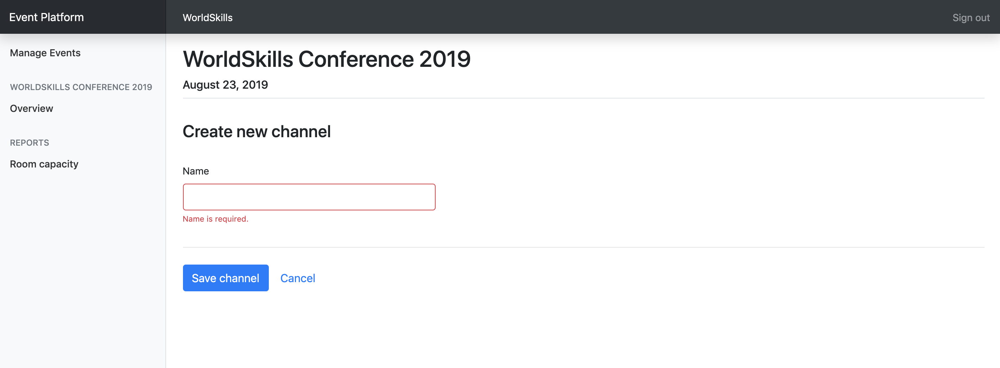 Event Platform
WorldSkills
Sign out
Manage Events
WORLDSKILLS CONFERENCE 2019
Overview
REPORTS
Room capacity
WorldSkills Conference 2019
August 23, 2019
Create new channel
Name
Name is required.
Save channel
Cancel